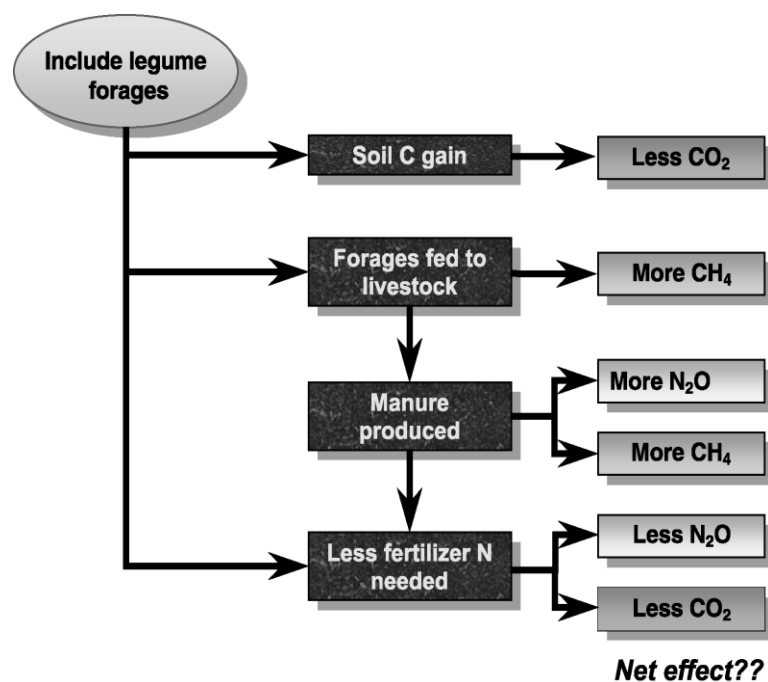 Include legume
forages
Soil C gain
Less CO₂
Forages fed to
livestock
More CH₄
Manure
produced
More N₂O
More CH₄
Less fertilizer N
needed
Less N₂O
Less CO₂
Net effect??